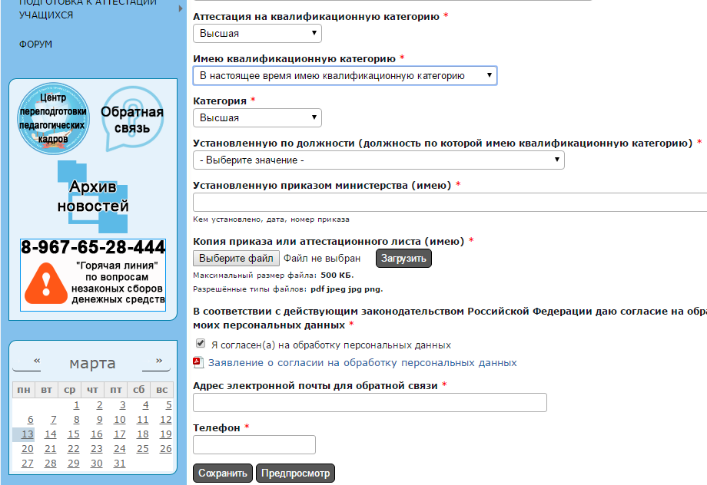 ПОДГОТОВКА К АТТЕСТАЦИИ
УЧАЩИХСЯ
ФОРУМ
Центр
переподготовки
педагогических
кадров
Обратная
связь
Архив
новостей
8-967-65-28-444
"Горячая линия"
по вопросам
незаконых сборов
денежных средств
« марта »
пн вт ср чт пт сб вс
1 2 3 4 5
6 7 8 9 10 11 12
13 14 15 16 17 18 19
20 21 22 23 24 25 26
27 28 29 30 31
Аттестация на квалификационную категорию *
Высшая
Имею квалификационную категорию *
В настоящее время имею квалификационную категорию
Категория *
Высшая
Установленную по должности (должность по которой имею квалификационную категорию) *
- Выберите значение -
Установленную приказом министерства (имею) *
Кем установлено, дата, номер приказа
Копия приказа или аттестационного листа (имею) *
Выберите файл Файл не выбран Загрузить
Максимальный размер файла: 500 КБ.
Разрешённые типы файлов: pdf jpeg jpg png.
В соответствии с действующим законодательством Российской Федерации даю согласие на обр
моих персональных данных *
Я согласен(а) на обработку персональных данных
Заявление о согласии на обработку персональных данных
Адрес электронной почты для обратной связи *
Телефон *
Сохранить Предпросмотр